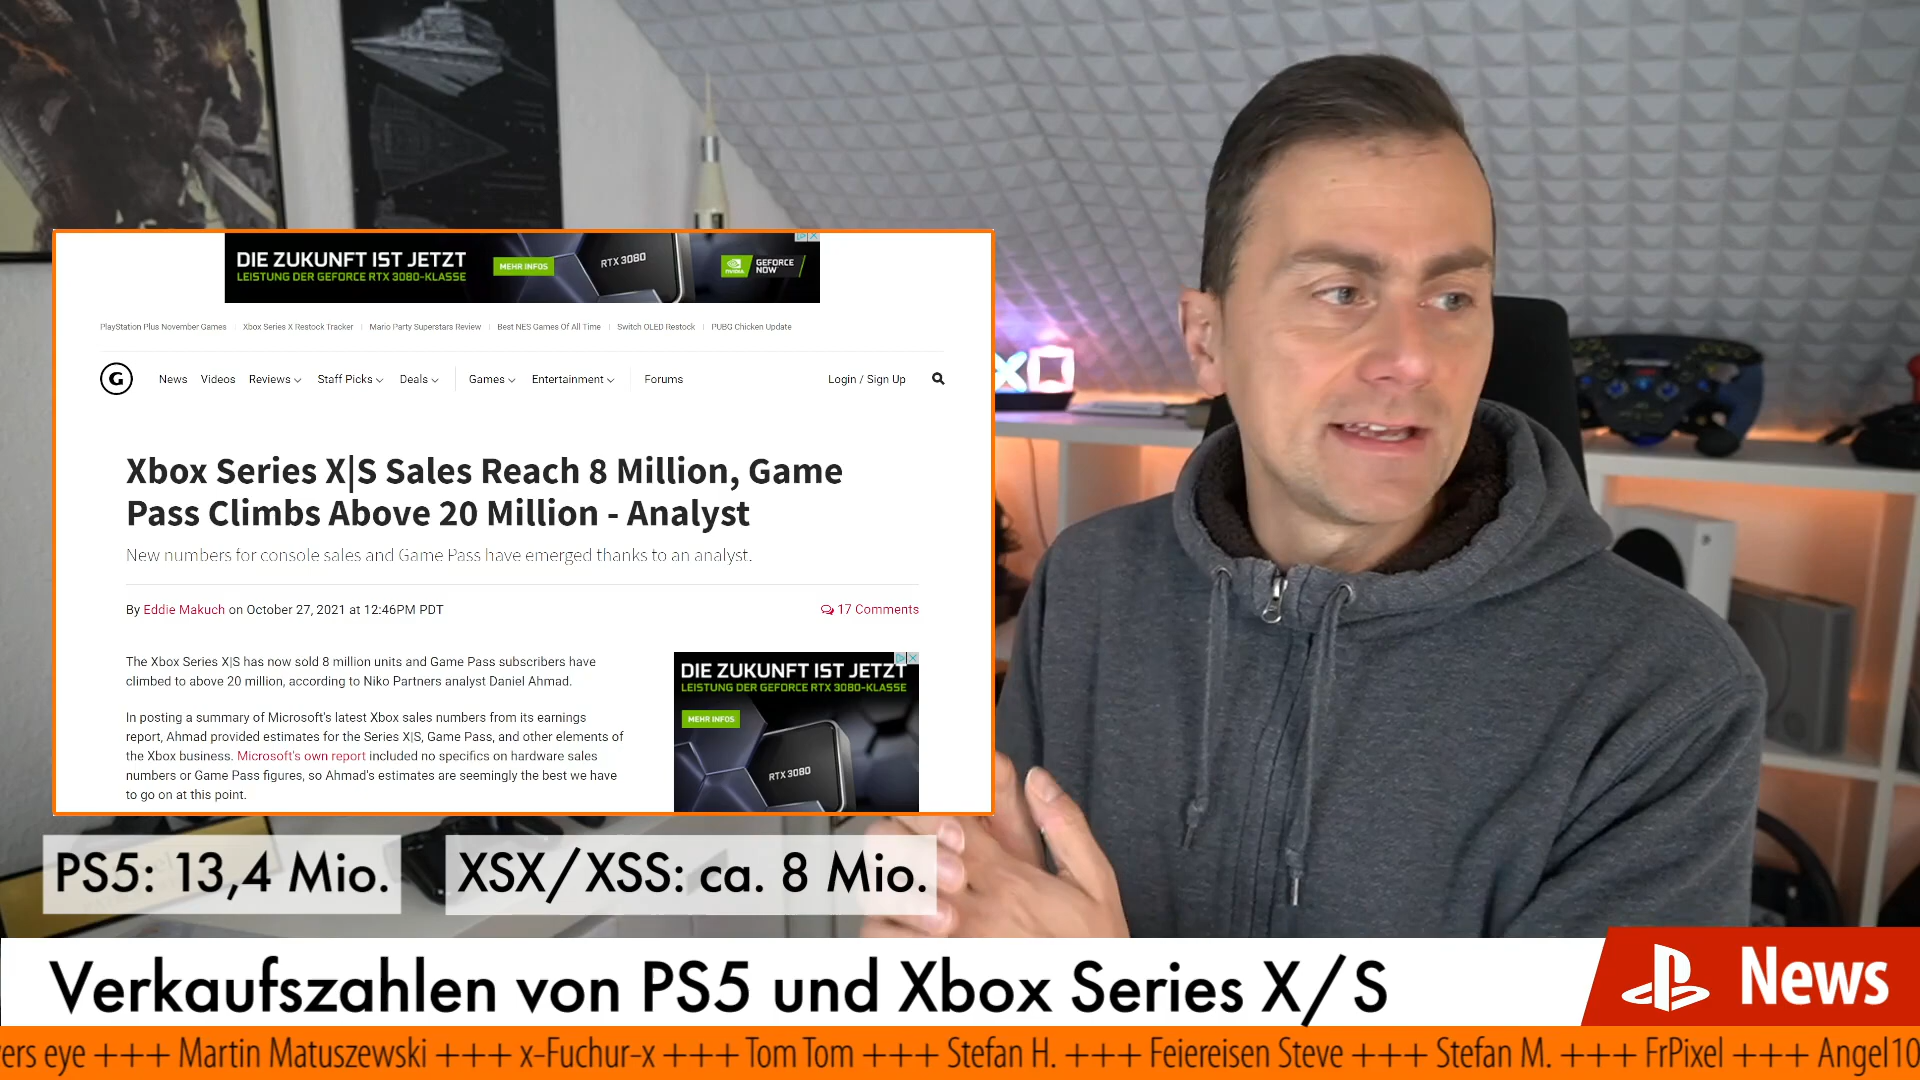 DIE ZUKUNFT IST JETZT
LEISTUNG DER GEFORCE RTX 3080-KLASSE
MEHR INFOS
RTX 3080
NVIDIA
GEFORCE NOW
PlayStation Plus November Games
Xbox Series X Restock Tracker
Mario Party Superstars Review
Best NES Games Of All Time
Switch OLED Restock
PUBG Chicken Update
G
News Videos Reviews Staff Picks Deals Games Entertainment Forums Login / Sign Up
Xbox Series X|S Sales Reach 8 Million, Game
Pass Climbs Above 20 Million - Analyst
New numbers for console sales and Game Pass have emerged thanks to an analyst.
By Eddie Makuch on October 27, 2021 at 12:46PM PDT
17 Comments
The Xbox Series X|S has now sold 8 million units and Game Pass subscribers have
climbed to above 20 million, according to Niko Partners analyst Daniel Ahmad.
In posting a summary of Microsoft's latest Xbox sales numbers from its earnings
report, Ahmad provided estimates for the Series X|S, Game Pass, and other elements of
the Xbox business. Microsoft's own report included no specifics on hardware sales
numbers or Game Pass figures, so Ahmad's estimates are seemingly the best we have
to go on at this point.
DIE ZUKUNFT IST JETZT
LEISTUNG DER GEFORCE RTX 3080-KLASSE
MEHR INFOS
RTX 3080
PS5: 13,4 Mio.
XSX/XSS: ca. 8 Mio.
Verkaufszahlen von PS5 und Xbox Series X/S
News
ers eye +++ Martin Matuszewski +++ x-Fuchur-x +++ Tom Tom +++ Stefan H. +++ Feiereisen Steve +++ Stefan M. +++ FrPixel +++ Angel10